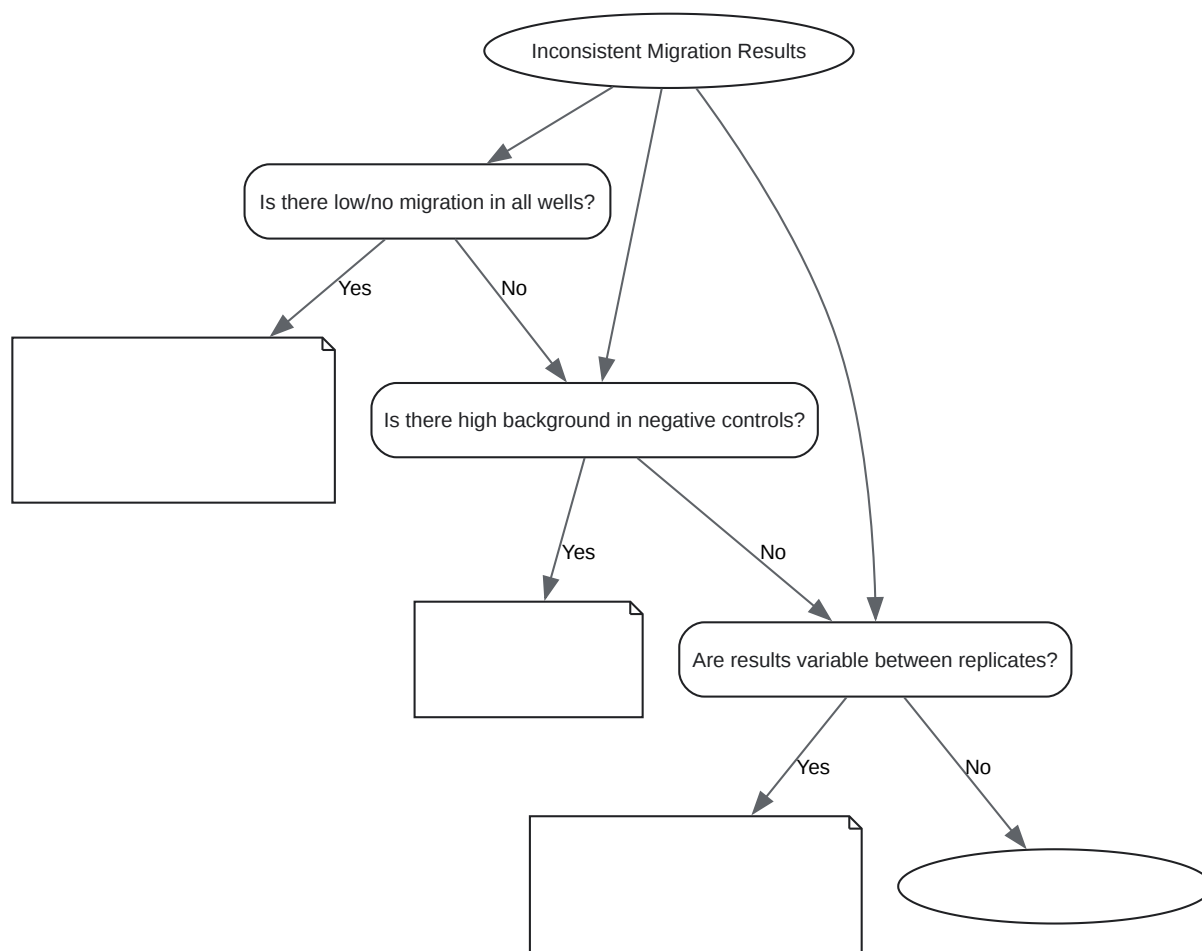 Inconsistent Migration Results
Is there low/no migration in all wells?
Yes
No
Is there high background in negative controls?
Yes
No
Are results variable between replicates?
Yes
No